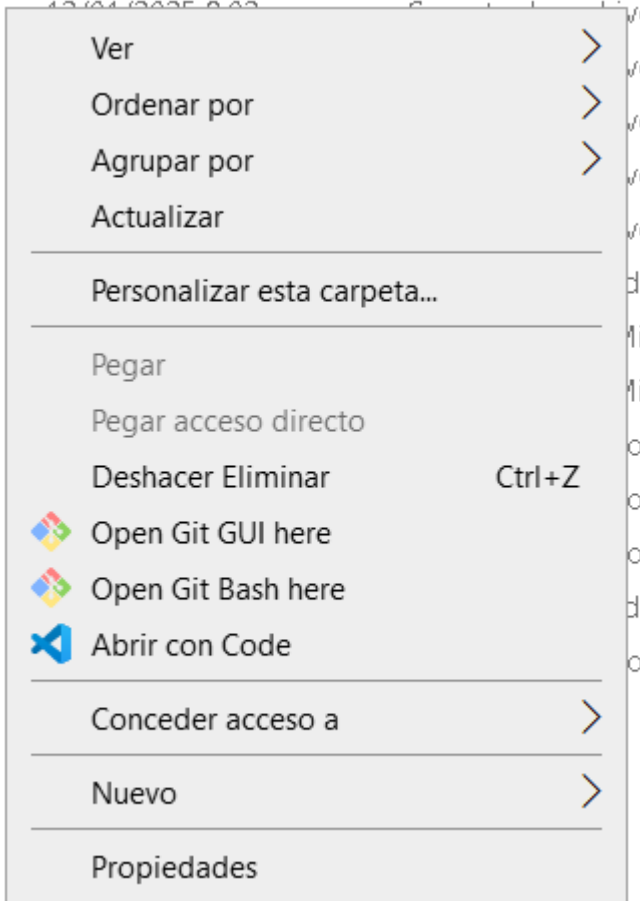 Ver
Ordenar por
Agrupar por
Actualizar
Personalizar esta carpeta...
Pegar
Pegar acceso directo
Deshacer Eliminar Ctrl+Z
Open Git GUI here
Open Git Bash here
Abrir con Code
Conceder acceso a
Nuevo
Propiedades